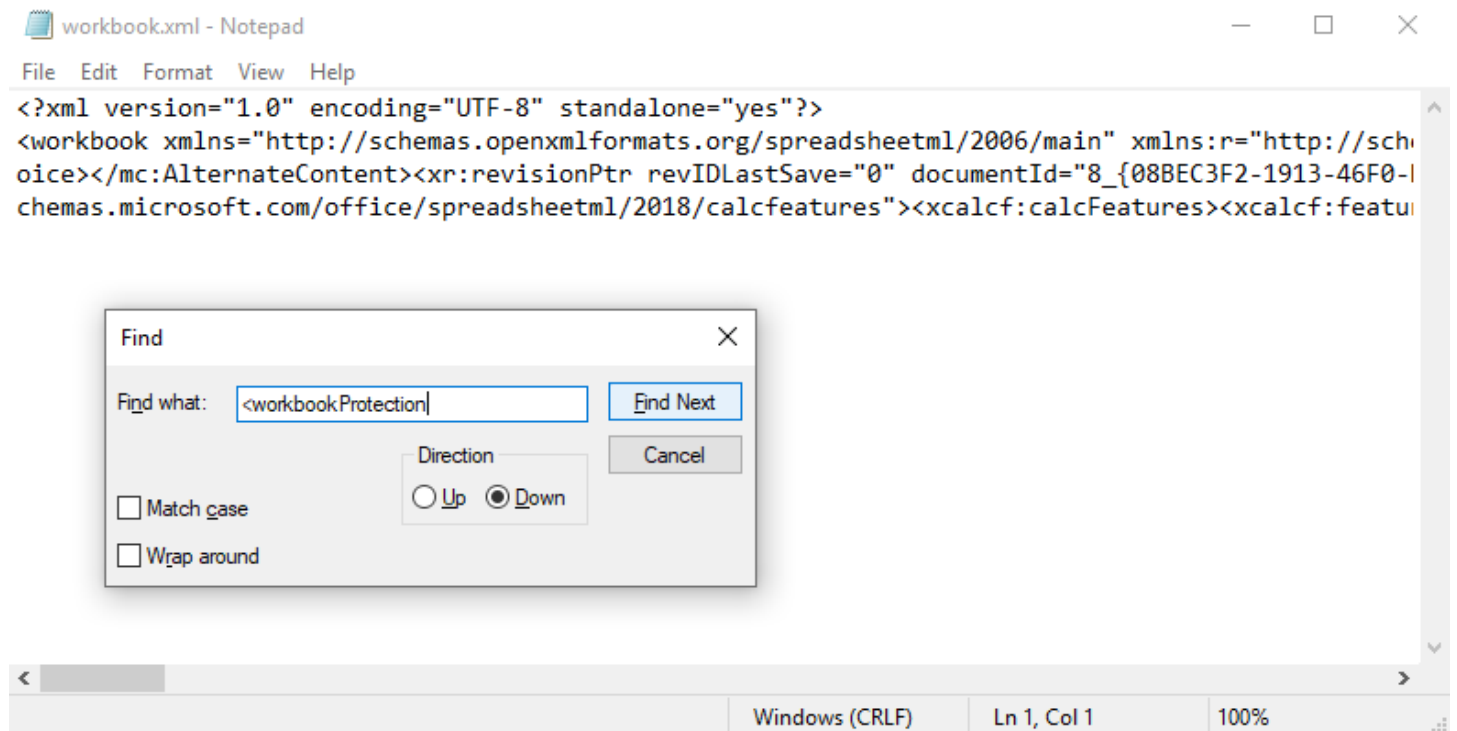 workbook.xml - Notepad
File Edit Format View Help
<?xml version="1.0" encoding="UTF-8" standalone="yes"?>
<workbook xmlns="http://schemas.openxmlformats.org/spreadsheetml/2006/main" xmlns:r="http://sch
oice></mc:AlternateContent><xr:revisionPtr revIDLastSave="0" documentId="8_{08BEC3F2-1913-46F0-
chemas.microsoft.com/office/spreadsheetml/2018/calcfeatures"><xcalcf:calcFeatures><xcalcf:featu
Find
Find what: <workbookProtection Find Next
Direction Cancel
Match case Up Down
Wrap around
Windows (CRLF) Ln 1, Col 1 100%